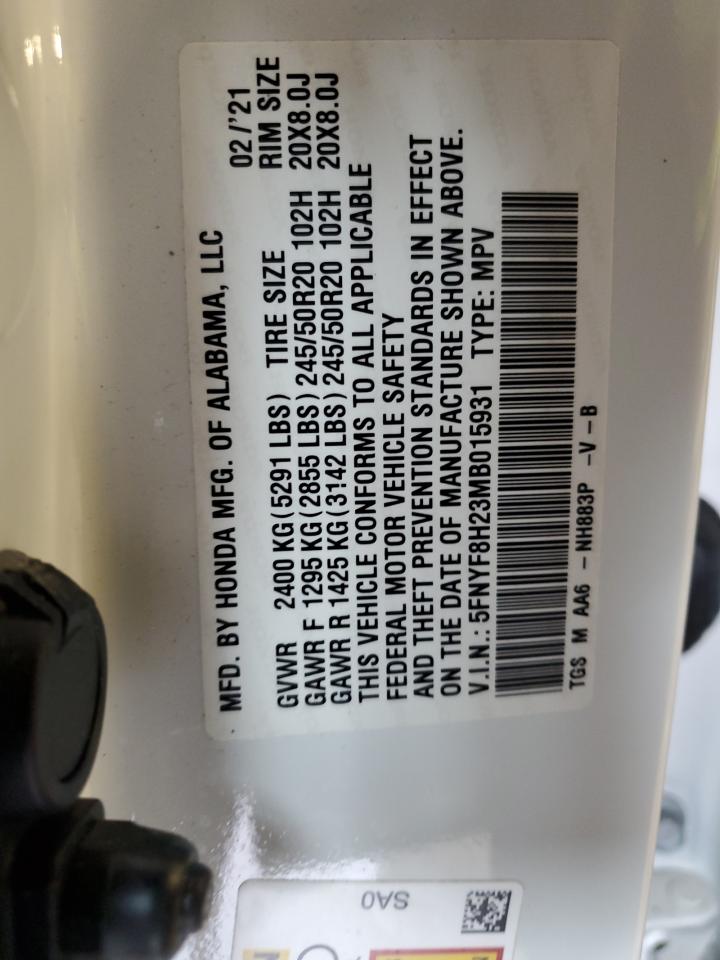 MFD. BY HONDA MFG. OF ALABAMA, LLC 02/'21
GVWR 2400 KG(5291 LBS) TIRE SIZE RIM SIZE
GAWR F 1295 KG(2855 LBS) 245/50R20 102H 20X8.0J
GAWR R 1425 KG(3142 LBS) 245/50R20 102H 20X8.0J
THIS VEHICLE CONFORMS TO ALL APPLICABLE
FEDERAL MOTOR VEHICLE SAFETY
AND THEFT PREVENTION STANDARDS IN EFFECT
ON THE DATE OF MANUFACTURE SHOWN ABOVE.
V.I.N.: 5FNYF8H23MB015931 TYPE: MPV
TGS M AA6 – NH883P –V – B
SA0